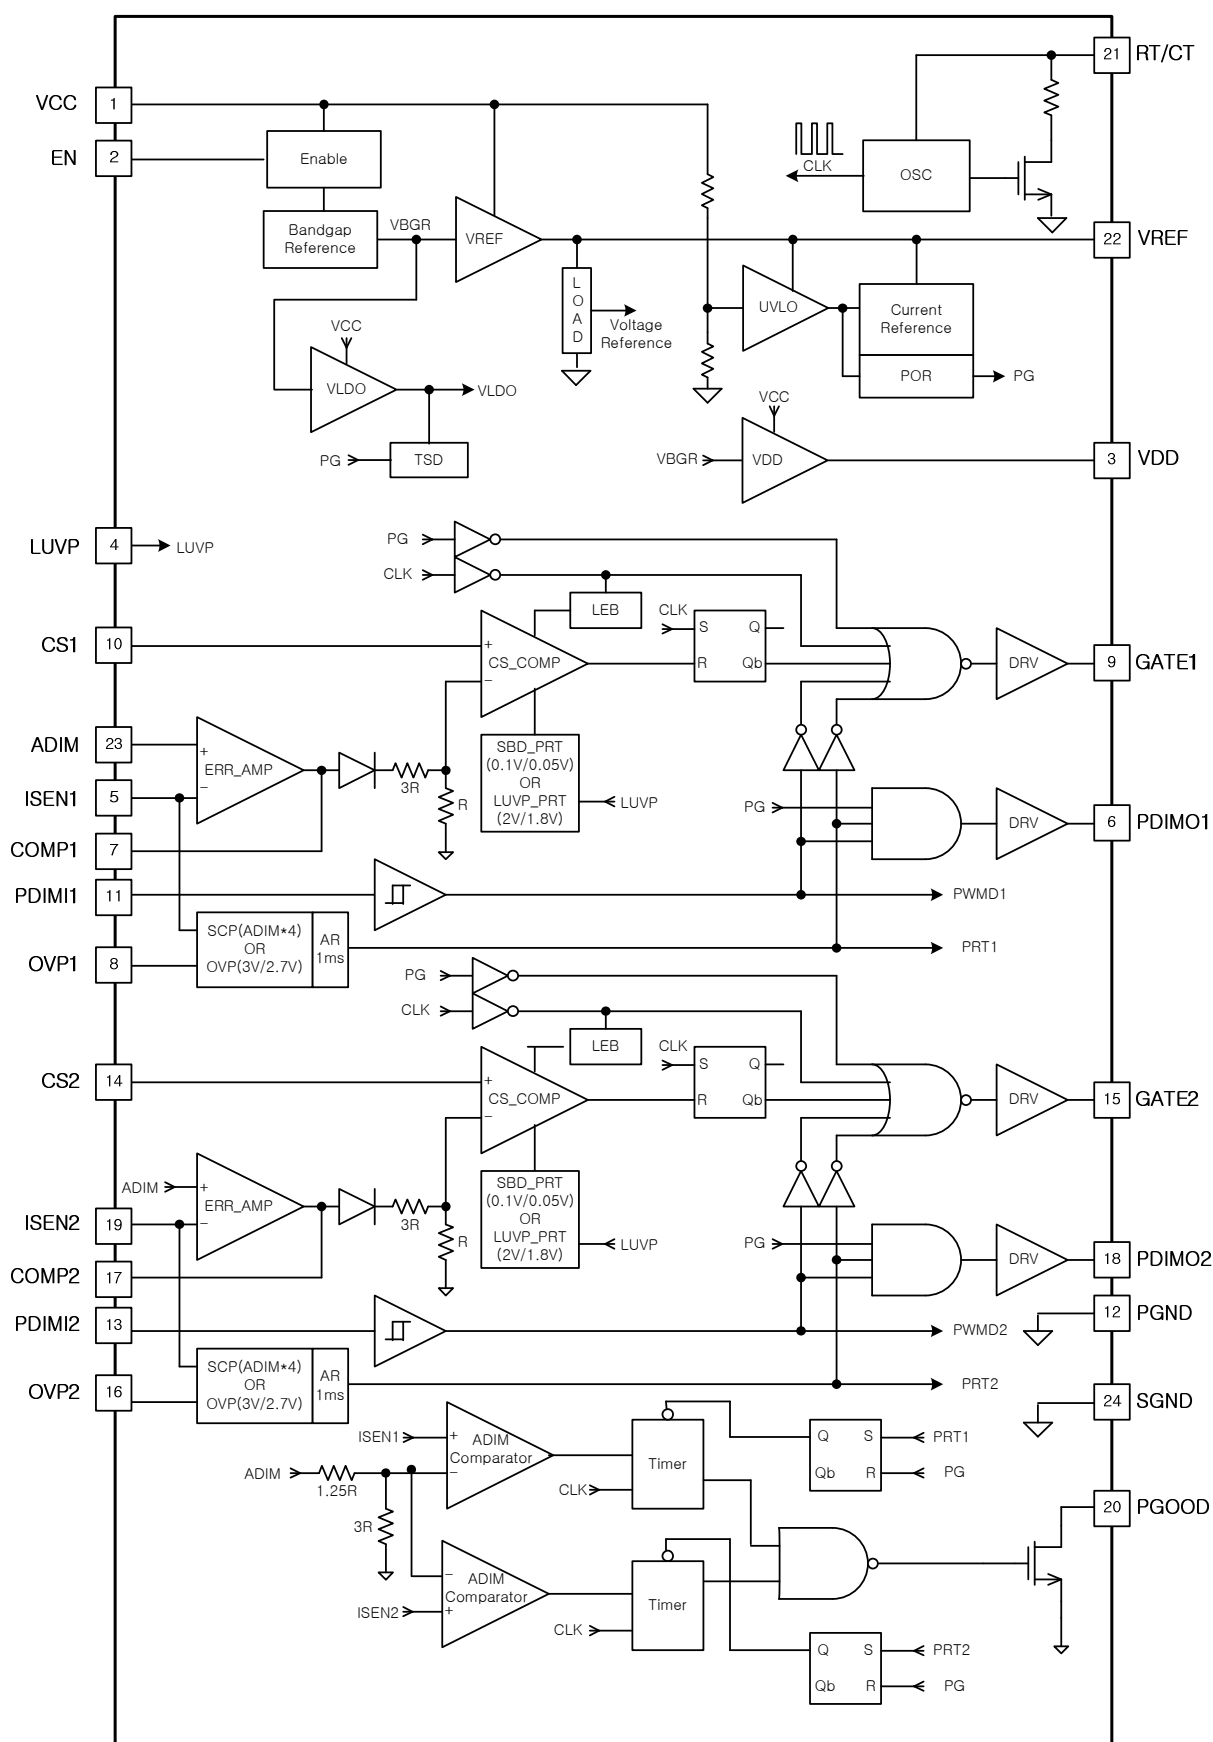 21 RT/CT
VCC 1
EN 2
Enable
CLK
OSC
Bandgap
Reference
VBGR
VREF
22 VREF
L
O
A
D
Voltage
Reference
UVLO
Current
Reference
POR
PG
VCC
VLDO
VLDO
PG
TSD
VCC
VBGR
VDD
3 VDD
LUVP 4
LUVP
PG
CLK
LEB
CLK
S Q
R Qb
CS1 10
+
CS_COMP
−
DRV
9 GATE1
ADIM 23
+
ERR_AMP
−
3R
R
SBD_PRT
(0.1V/0.05V)
OR
LUVP_PRT
(2V/1.8V)
LUVP
ISEN1 5
COMP1 7
PG
DRV
6 PDIMO1
PDIMI1 11
PWMD1
SCP(ADIM*4)
OR
OVP(3V/2.7V)
AR
1ms
OVP1 8
PRT1
PG
CLK
LEB
CLK
S Q
R Qb
CS2 14
+
CS_COMP
−
DRV
15 GATE2
ADIM
+
ERR_AMP
−
3R
R
SBD_PRT
(0.1V/0.05V)
OR
LUVP_PRT
(2V/1.8V)
LUVP
ISEN2 19
COMP2 17
PG
DRV
18 PDIMO2
12 PGND
PDIMI2 13
PWMD2
SCP(ADIM*4)
OR
OVP(3V/2.7V)
AR
1ms
OVP2 16
PRT2
24 SGND
ISEN1
+
ADIM
Comparator
−
ADIM
1.25R
3R
CLK
Timer
Q S
Qb R
PRT1
PG
20 PGOOD
−
ADIM
Comparator
+
ISEN2
CLK
Timer
Q S
Qb R
PRT2
PG